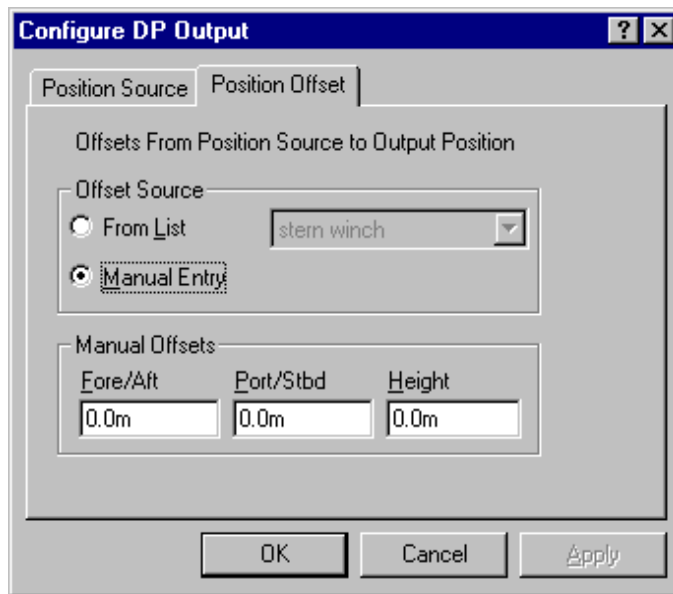 Configure DP Output
Position Source Position Offset
Offsets From Position Source to Output Position
Offset Source
From List stern winch
Manual Entry
Manual Offsets
Fore/Aft Port/Stbd Height
0.0m 0.0m 0.0m
OK Cancel Apply